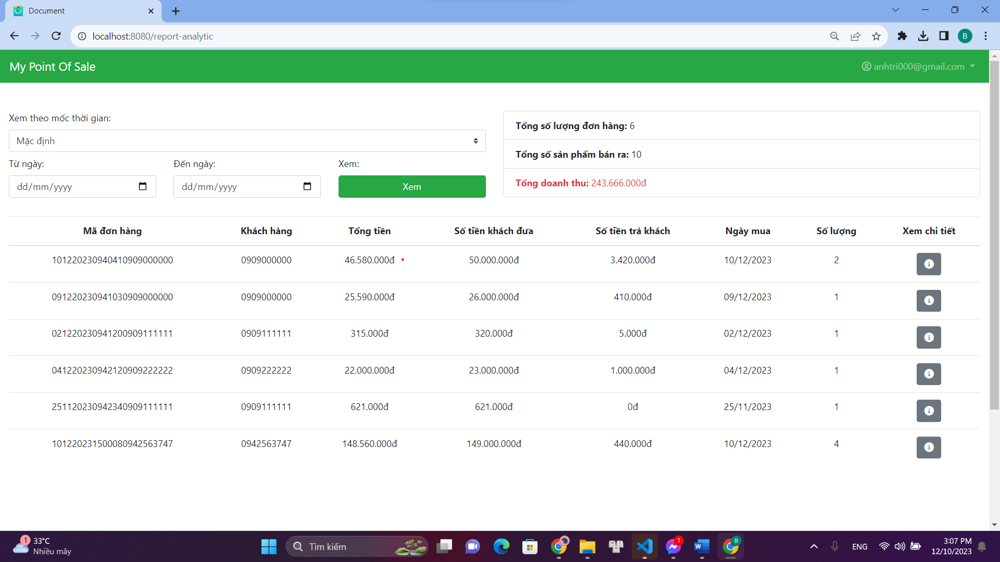 Document
localhost:8080/report-analytic
B
My Point Of Sale
anhtri000@gmail.com
Xem theo mốc thời gian:
Mặc định
Từ ngày:
Đến ngày:
Xem:
dd/mm/yyyy
dd/mm/yyyy
Xem
Tổng số lượng đơn hàng: 6
Tổng số sản phẩm bán ra: 10
Tổng doanh thu: 243.666.000đ
Mã đơn hàng Khách hàng Tổng tiền Số tiền khách đưa Số tiền trả khách Ngày mua Số lượng Xem chi tiết
101220230940410909000000 0909000000 46.580.000đ 50.000.000đ 3.420.000đ 10/12/2023 2
091220230941030909000000 0909000000 25.590.000đ 26.000.000đ 410.000đ 09/12/2023 1
021220230941200909111111 0909111111 315.000đ 320.000đ 5.000đ 02/12/2023 1
041220230942120909222222 0909222222 22.000.000đ 23.000.000đ 1.000.000đ 04/12/2023 1
251120230942340909111111 0909111111 621.000đ 621.000đ 0đ 25/11/2023 1
101220231500080942563747 0942563747 148.560.000đ 149.000.000đ 440.000đ 10/12/2023 4
1
33°C
Nhiều mây
Tìm kiếm
1
W
B
ENG
3:07 PM
12/10/2023